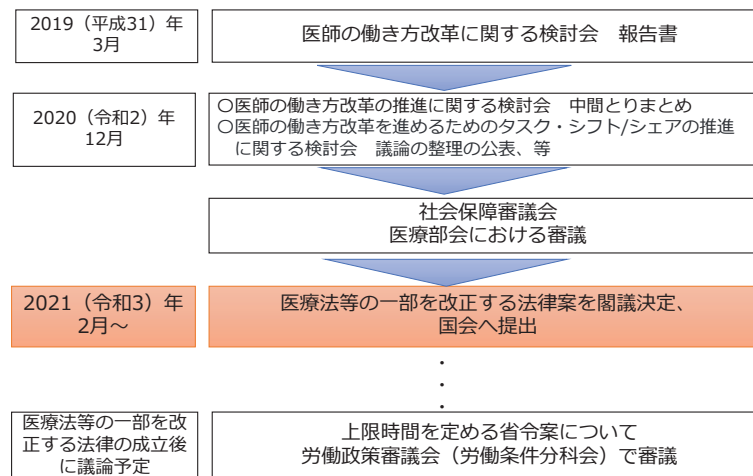 2019（平成31）年
3月
医師の働き方改革に関する検討会　報告書
2020（令和2）年
12月
〇医師の働き方改革の推進に関する検討会　中間とりまとめ
〇医師の働き方改革を進めるためのタスク・シフト/シェアの推進
に関する検討会　議論の整理の公表、等
社会保障審議会
医療部会における審議
2021（令和3）年
2月～
医療法等の一部を改正する法律案を閣議決定、
国会へ提出
・
・
・
医療法等の一部を改
正する法律の成立後
に議論予定
上限時間を定める省令案について
労働政策審議会（労働条件分科会）で審議